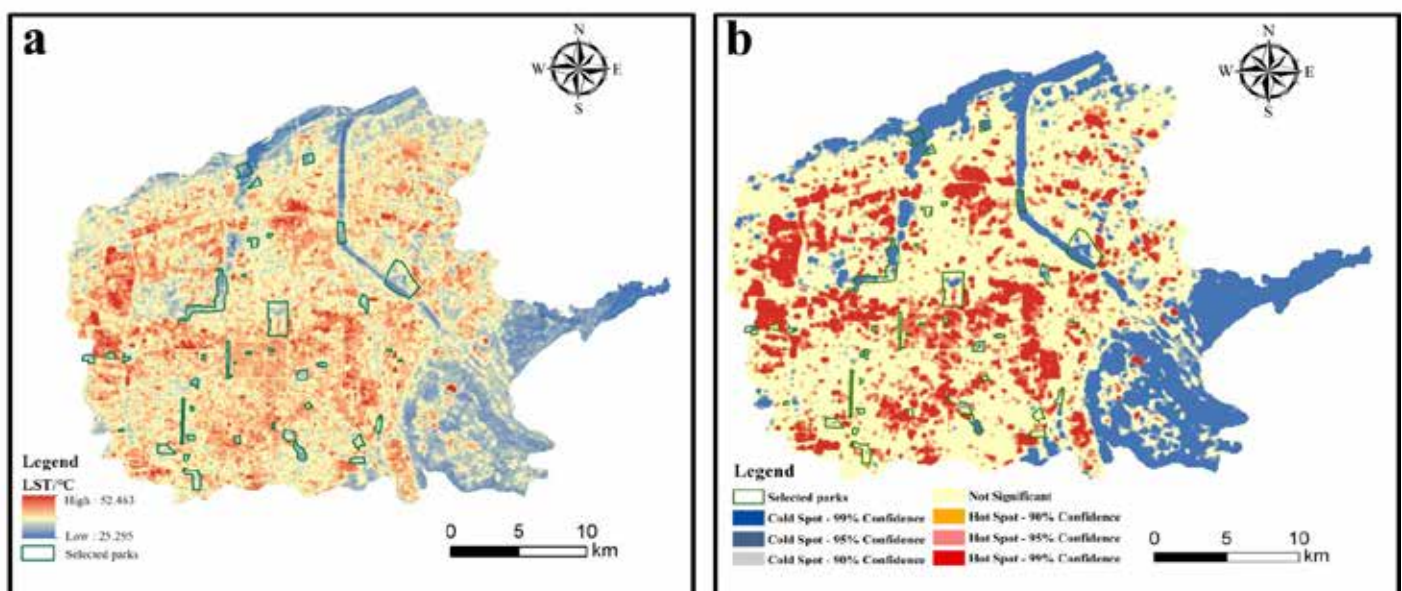 a
N
W E
S
Legend
LST/°C
High : 52.463
Low : 25.295
Selected parks
0 5 10
km
b
N
W E
S
Legend
Selected parks
Cold Spot - 99% Confidence
Cold Spot - 95% Confidence
Cold Spot - 90% Confidence
Not Significant
Hot Spot - 90% Confidence
Hot Spot - 95% Confidence
Hot Spot - 99% Confidence
0 5 10
km